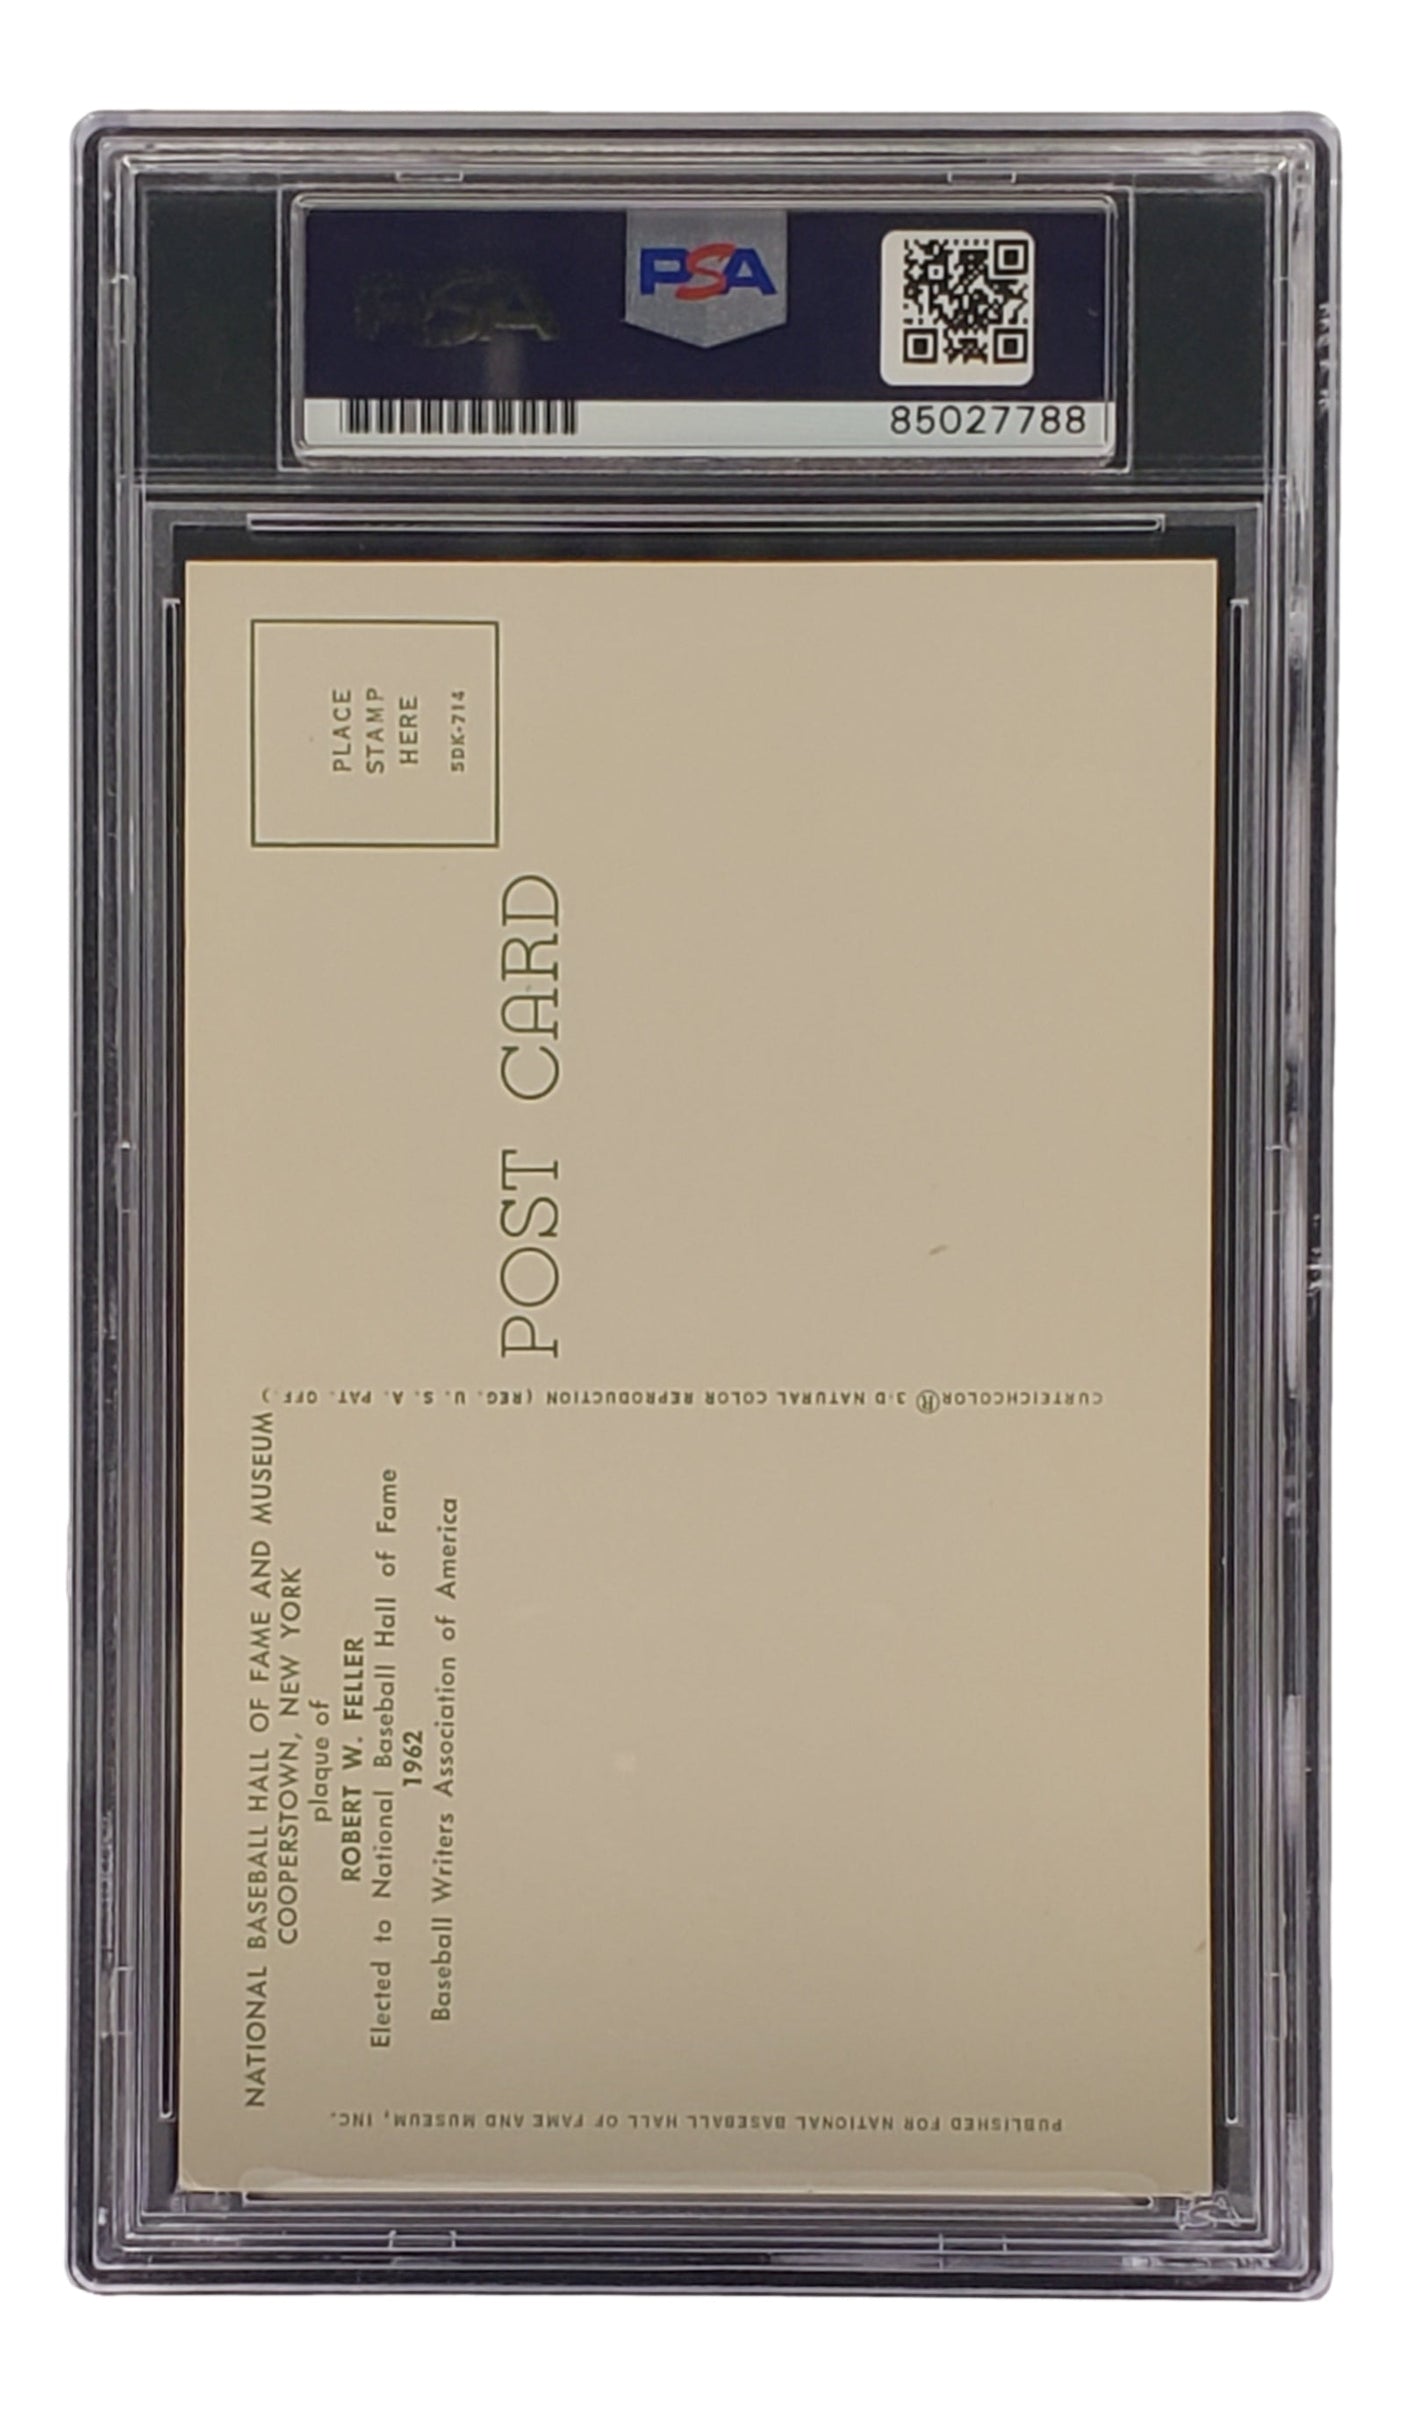 PSA
PSA
85027788
PLACE
STAMP
HERE
5DK-714
POST CARD
CURTEICHCOLOR® 3-D NATURAL COLOR REPRODUCTION (REG. U. S. A. PAT. OFF.)
NATIONAL BASEBALL HALL OF FAME AND MUSEUM
COOPERSTOWN, NEW YORK
plaque of
ROBERT W. FELLER
Elected to National Baseball Hall of Fame
1962
Baseball Writers Association of America
PUBLISHED FOR NATIONAL BASEBALL HALL OF FAME AND MUSEUM, INC.